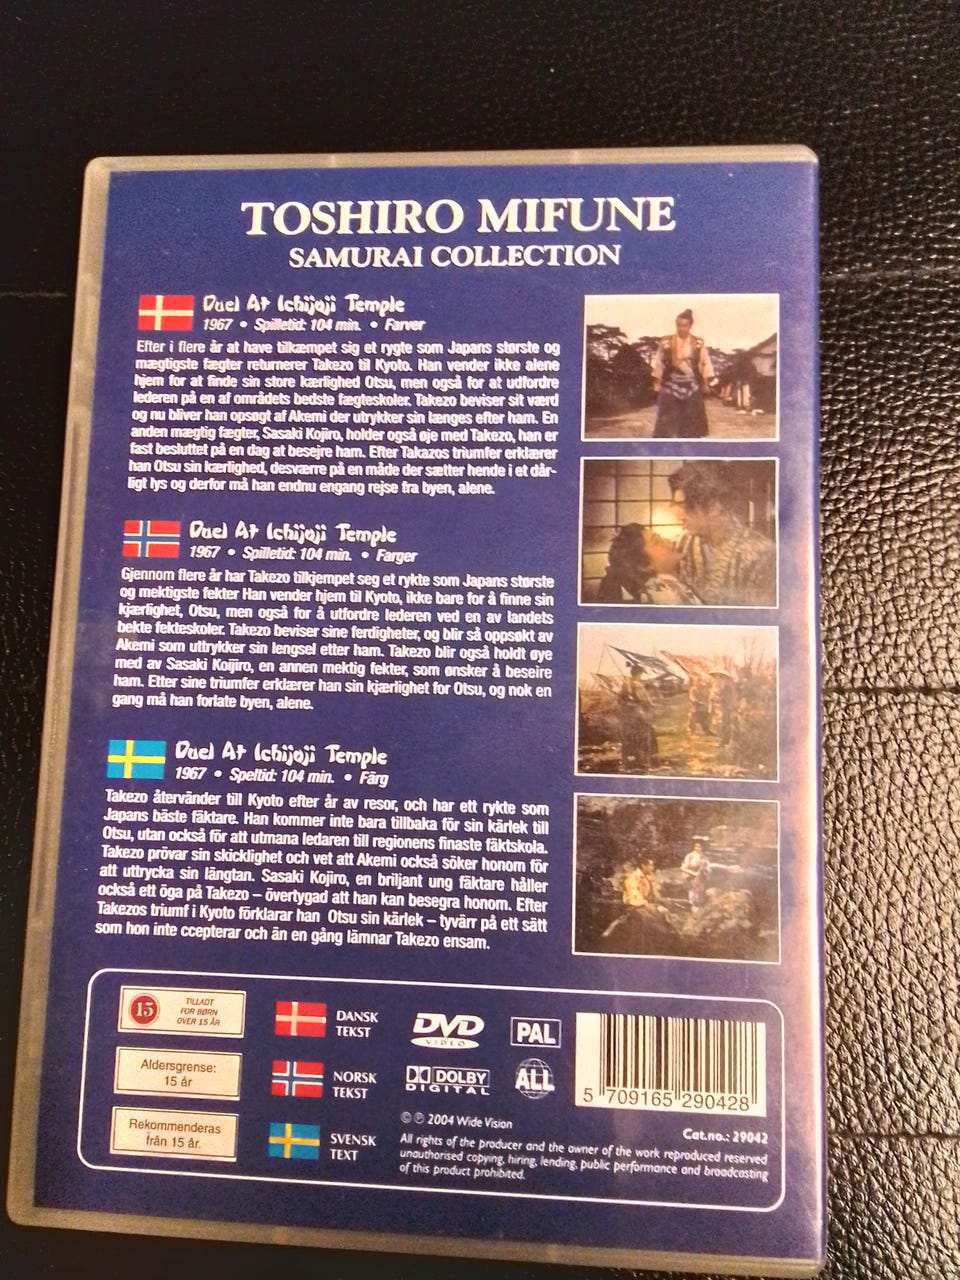 TOSHIRO MIFUNE
SAMURAI COLLECTION
Duel At Ichijoji Temple
1967 • Spilletid: 104 min. • Farver
Efter i flere år at have tilkæmpet sig et rygte som Japans største og
mægtigste fægter returnerer Takezo til Kyoto. Han vender ikke alene
hjem for at finde sin store kærlighed Otsu, men også for at udfordre
lederen på en af områdets bedste fægteskoler. Takezo beviser sit værd
og nu bliver han opsøgt af Akemi der utrykker sin længes efter ham. En
anden mægtig fægter, Sasaki Kojiro, holder også øje med Takezo, han er
fast besluttet på en dag at besejre ham. Efter Takazos triumfer erklærer
han Otsu sin kærlighed, desværre på en måde der sætter hende i et dår-
ligt lys og derfor må han endnu engang rejse fra byen, alene.
Duel At Ichijoji Temple
1967 • Spilletid: 104 min. • Farger
Gjennom flere år har Takezo tilkjempet seg et rykte som Japans største
og mektigste fekter Han vender hjem til Kyoto, ikke bare for å finne sin
kjærlighet, Otsu, men også for å utfordre lederen ved en av landets
bekte fekteskoler. Takezo beviser sine ferdigheter, og blir så oppsøkt av
Akemi som uttrykker sin lengsel etter ham. Takezo blir også holdt øye
med av Sasaki Koijiro, en annen mektig fekter, som ønsker å beseire
ham. Etter sine triumfer erklærer han sin kjærlighet for Otsu, og nok en
gang må han forlate byen, alene.
Duel At Ichijoji Temple
1967 • Speltid: 104 min. • Färg
Takezo återvänder till Kyoto efter år av resor, och har ett rykte som
Japans bäste fäktare. Han kommer inte bara tillbaka för sin kärlek till
Otsu, utan också för att utmana ledaren till regionens finaste fäktskola.
Takezo prövar sin skicklighet och vet att Akemi också söker honom för
att uttrycka sin längtan. Sasaki Kojiro, en briljant ung fäktare håller
också ett öga på Takezo – övertygad att han kan besegra honom. Efter
Takezos triumf i Kyoto förklarar han Otsu sin kärlek – tyvärr på ett sätt
som hon inte ccepterar och än en gång lämnar Takezo ensam.
15
TILLADT
FOR BØRN
OVER 15 ÅR
Aldersgrense:
15 år
Rekommenderas
från 15 år.
DANSK
TEKST
NORSK
TEKST
SVENSK
TEXT
DVD
VIDEO
PAL
DOLBY
DIGITAL
ALL
5 709165 290428
Cat.no.: 29042
© ℗ 2004 Wide Vision
All rights of the producer and the owner of the work reproduced reserved
unauthorised copying, hiring, lending, public performance and broadcasting
of this product prohibited.